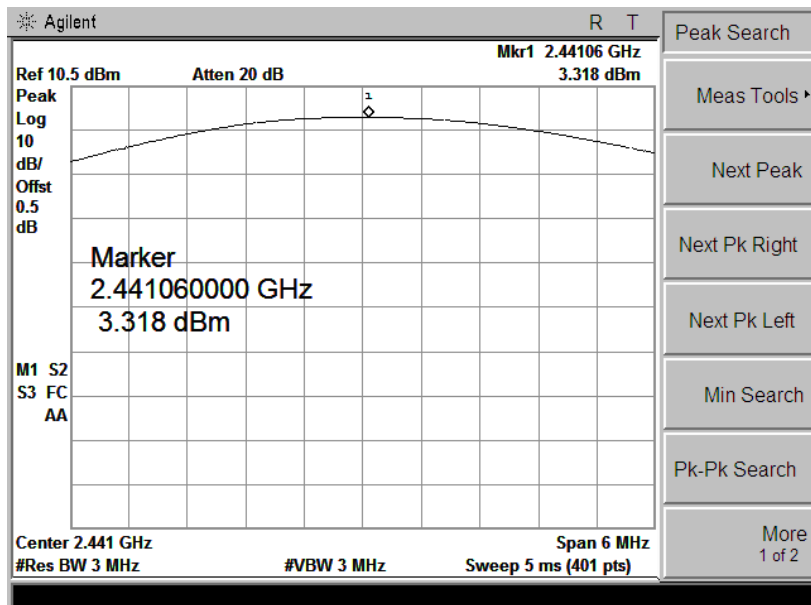 Agilent R T
Mkr1 2.44106 GHz
Ref 10.5 dBm Atten 20 dB 3.318 dBm
Peak
Log
10
dB/
Offst
0.5
dB
1
Marker
2.441060000 GHz
3.318 dBm
M1 S2
S3 FC
AA
Center 2.441 GHz Span 6 MHz
#Res BW 3 MHz #VBW 3 MHz Sweep 5 ms (401 pts)
Peak Search
Meas Tools
Next Peak
Next Pk Right
Next Pk Left
Min Search
Pk-Pk Search
More
1 of 2